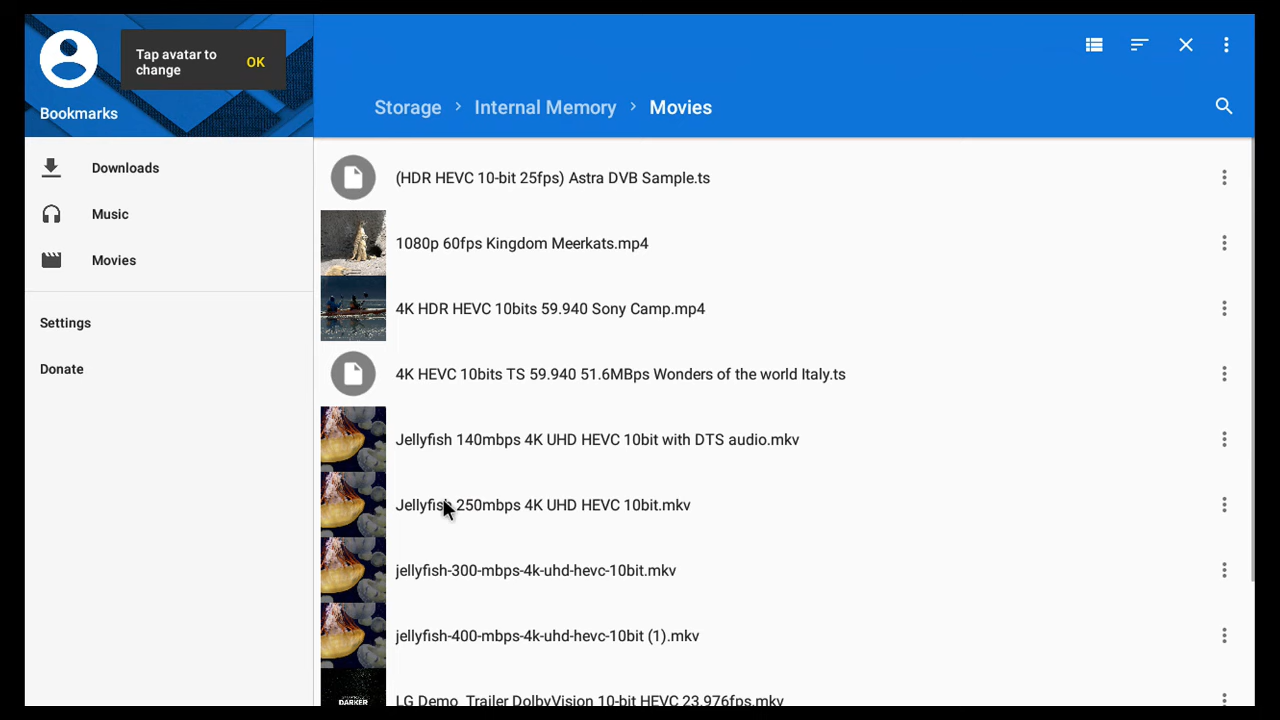 Tap avatar to
change
OK
Bookmarks
Storage > Internal Memory > Movies
Downloads
Music
Movies
Settings
Donate
(HDR HEVC 10-bit 25fps) Astra DVB Sample.ts
1080p 60fps Kingdom Meerkats.mp4
4K HDR HEVC 10bits 59.940 Sony Camp.mp4
4K HEVC 10bits TS 59.940 51.6MBps Wonders of the world Italy.ts
Jellyfish 140mbps 4K UHD HEVC 10bit with DTS audio.mkv
Jellyfish 250mbps 4K UHD HEVC 10bit.mkv
jellyfish-300-mbps-4k-uhd-hevc-10bit.mkv
jellyfish-400-mbps-4k-uhd-hevc-10bit (1).mkv
DARKER
LG Demo_Trailer DolbyVision 10-bit HEVC 23.976fps.mkv